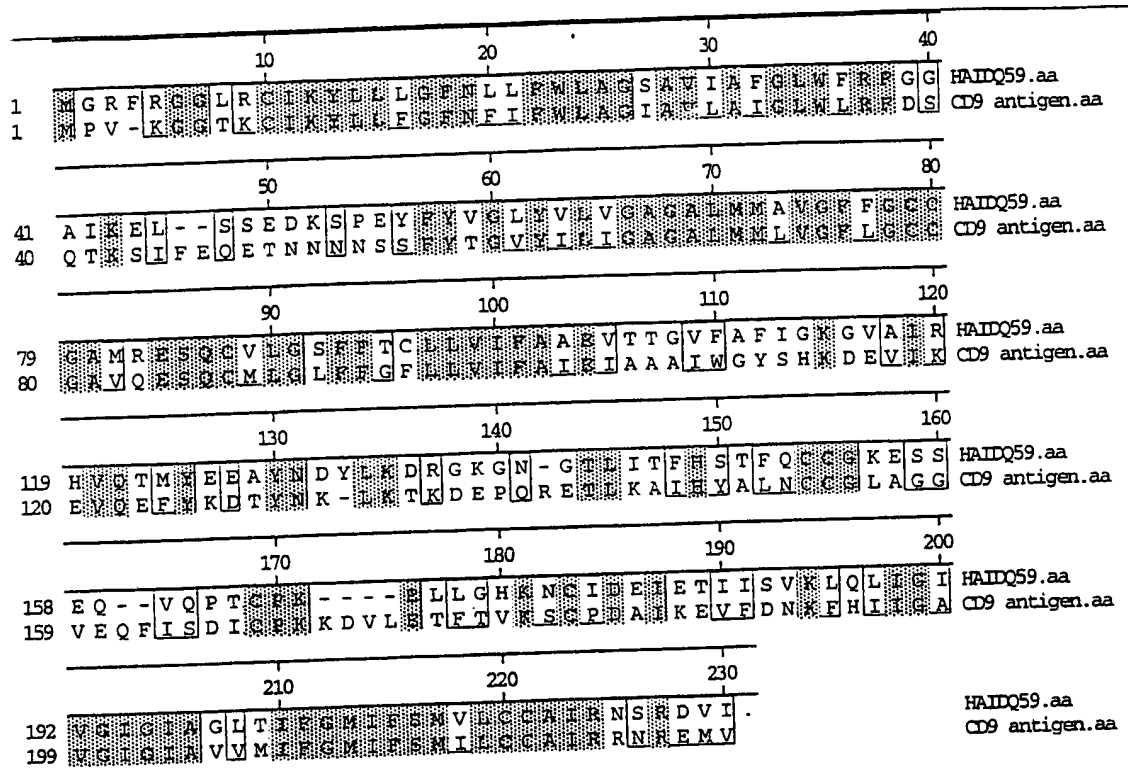 10 20 30 40
1 M G R F R G G L R C I K Y L L L G F N L L F W L A G S A V I A F G L W F R F G G HAIDQ59.aa
1 M P V - K G G T K C I K Y L L F G F N F I F W L A G I A V L A I G L W L R F D S CD9 antigen.aa
50 60 70 80
41 A I K E L - - S S E D K S P E Y F Y V G L Y V L V G A G A L M M A V G F F G C C HAIDQ59.aa
40 Q T K S I F E Q E T N N N N S S F Y T G V Y I L I G A G A L M M L V G F L G C C CD9 antigen.aa
90 100 110 120
79 G A M R E S Q C V L G S F F T C L L V I F A A E V T T G V F A F I G K G V A I R HAIDQ59.aa
80 G A V Q E S Q C M L G L F F G F L L V I F A I E I A A A I W G Y S H K D E V I K CD9 antigen.aa
130 140 150 160
119 H V Q T M Y E E A Y N D Y L K D R G K G N - G T L I T F H S T F Q C C G K E S S HAIDQ59.aa
120 E V Q E F Y K D T Y N K - L K T K D E P Q R E T L K A I H Y A L N C C G L A G G CD9 antigen.aa
170 180 190 200
158 E Q - - V Q P T C P K - - - - E L L G H K N C I D E I E T I I S V K L Q L I G I HAIDQ59.aa
159 V E Q F I S D I C P K K D V L E T F T V K S C P D A I K E V F D N K F H I I G A CD9 antigen.aa
210 220 230
192 V G I G I A G L T I F G M I F S M V L C C A I R N S R D V I . HAIDQ59.aa
199 V G I G I A V V M I F G M I F S M I L C C A I R R N R E M V CD9 antigen.aa